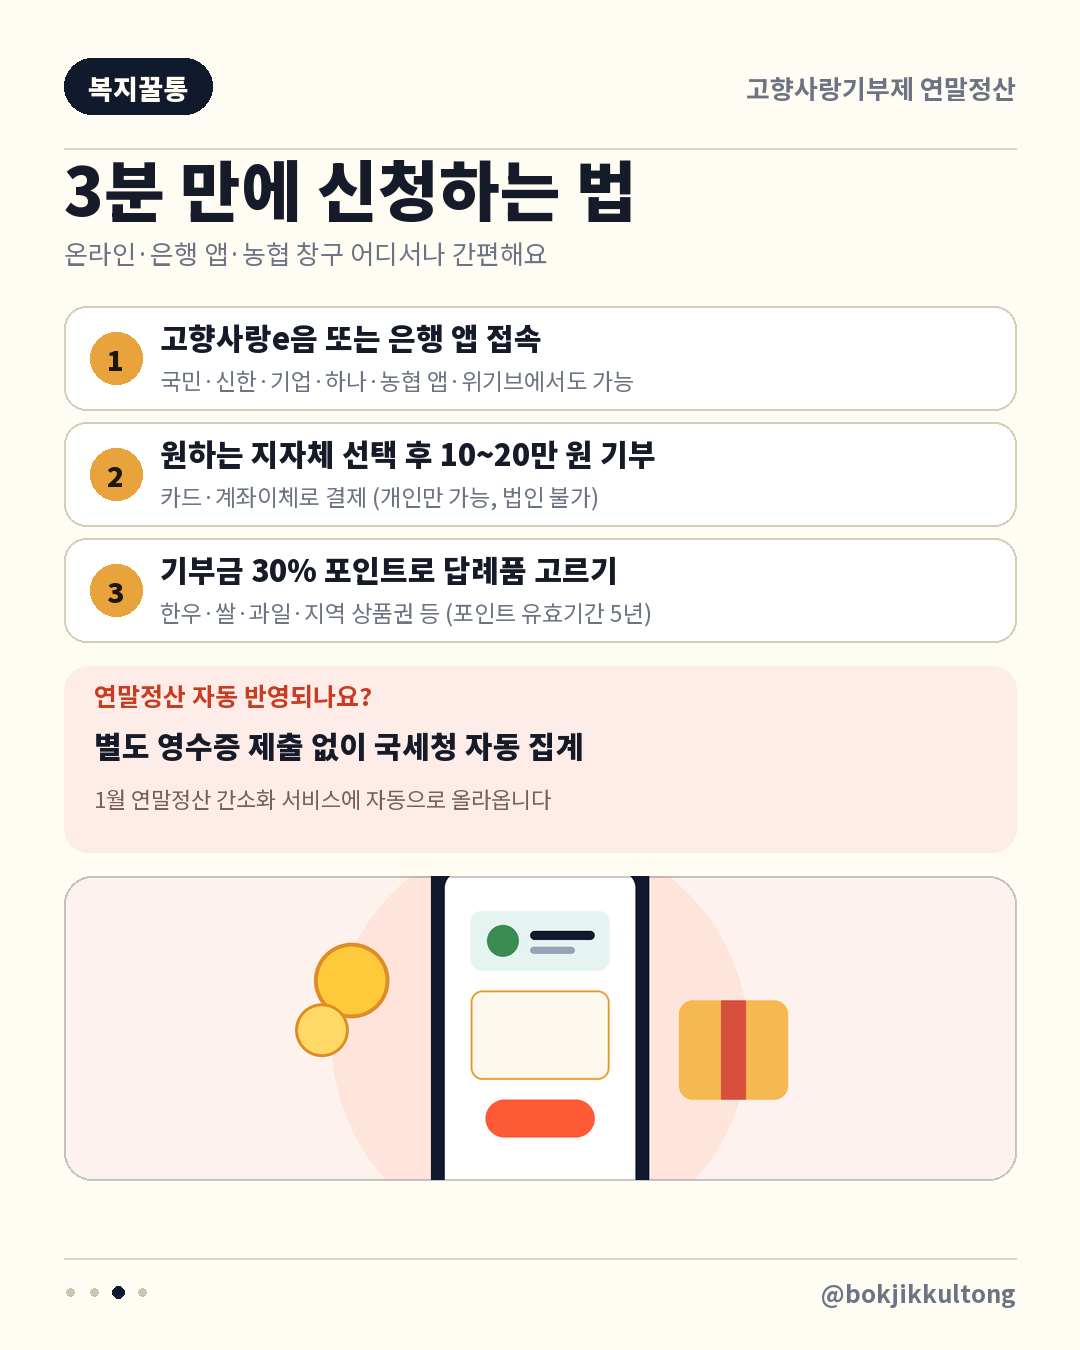 복지꿀통
고향사랑기부제 연말정산
3분 만에 신청하는 법
온라인·은행 앱·농협 창구 어디서나 간편해요
1
고향사랑e음 또는 은행 앱 접속
국민·신한·기업·하나·농협 앱·위기브에서도 가능
2
원하는 지자체 선택 후 10~20만 원 기부
카드·계좌이체로 결제 (개인만 가능, 법인 불가)
3
기부금 30% 포인트로 답례품 고르기
한우·쌀·과일·지역 상품권 등 (포인트 유효기간 5년)
연말정산 자동 반영되나요?
별도 영수증 제출 없이 국세청 자동 집계
1월 연말정산 간소화 서비스에 자동으로 올라옵니다
@bokjikkultong